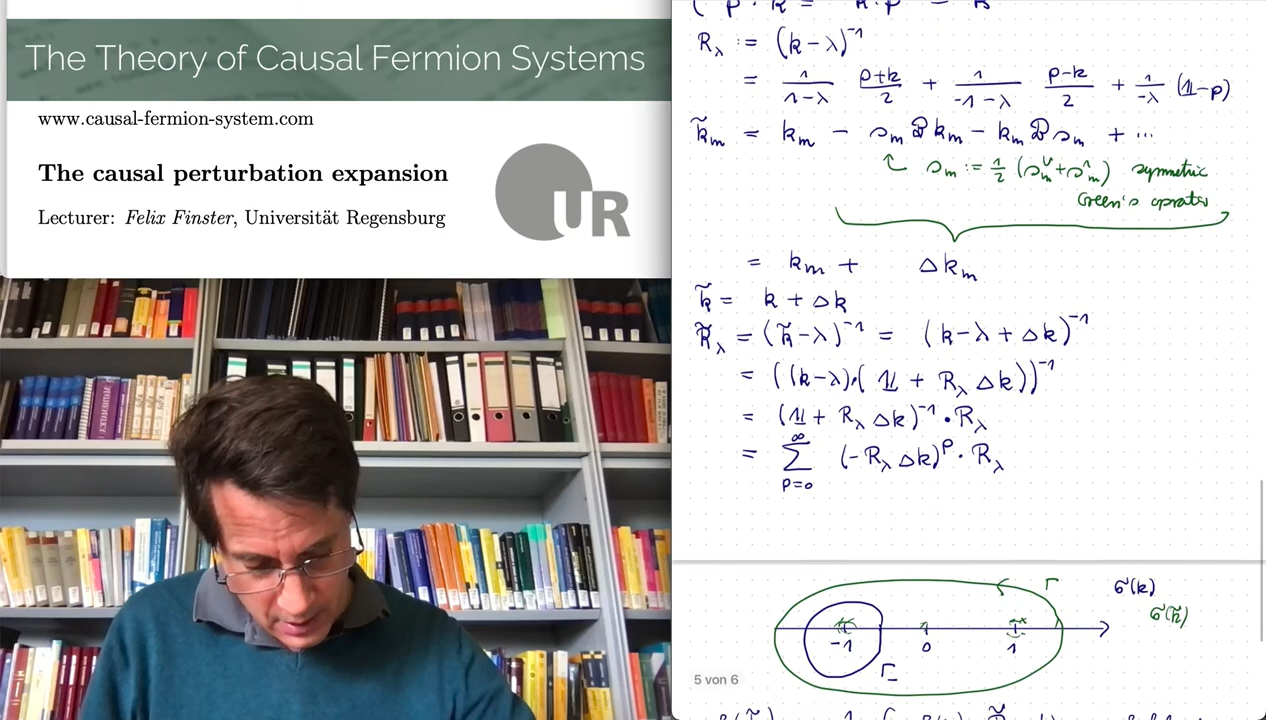 The Theory of Causal Fermion Systems
www.causal-fermion-system.com
The causal perturbation expansion
Lecturer: Felix Finster, Universität Regensburg
UR
R_λ := (k−λ)^{-1}
= 1/(1−λ) (p+k)/2 + 1/(−1−λ) (p−k)/2 + 1/(−λ) (𝟙−p)
k̃_m = k_m − s_m 𝓑 k_m − k_m 𝓑 s_m + ...
s_m := 1/2 (s_m^∨ + s_m^∧) symmetric
Green's oprator
= k_m + Δk_m
k̃ = k + Δk
R̃_λ = (k̃−λ)^{-1} = (k−λ+Δk)^{-1}
= ((k−λ)·(𝟙 + R_λ Δk))^{-1}
= (𝟙 + R_λ Δk)^{-1} · R_λ
= ∑_{p=0}^{∞} (−R_λ Δk)^p · R_λ
Γ σ(k)
σ(k̃)
−1 0 1
Γ_−
5 von 6